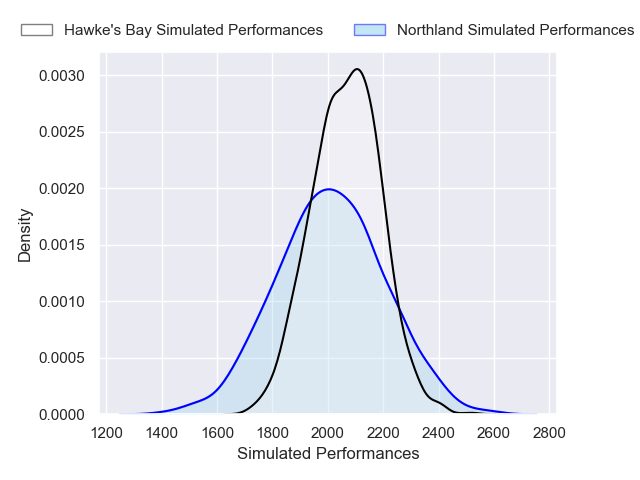 Hawke's Bay Simulated Performances
Northland Simulated Performances
0.0030
0.0025
0.0020
0.0015
0.0010
0.0005
0.0000
Density
1200 1400 1600 1800 2000 2200 2400 2600 2800
Simulated Performances